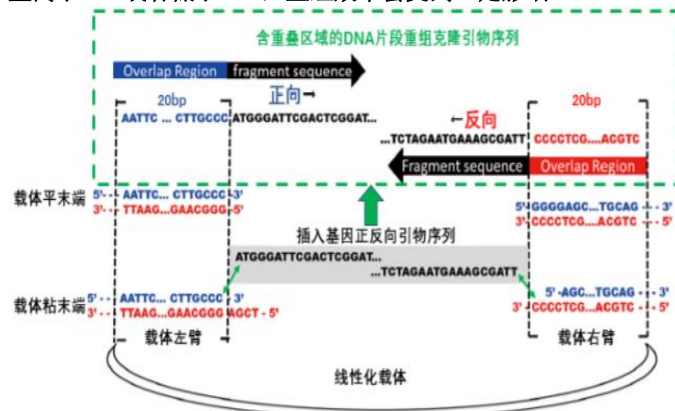 含重叠区域的DNA片段重组克隆引物序列
Overlap Region fragment sequence
20bp 正向→ 20bp
←反向
AATTC ... CTTGCCC ATGGGATTCGACTCGGAT...
...TCTAGAATGAAAGCGATT CCCCTCG....ACGTC
Fragment sequence Overlap Region
载体平末端 5'- AATTC... CTTGCCC -3'
3'- TTAAG...GAACGGG -5'
5'- GGGGAGC...TGCAG - - 3'
3'- CCCCTCG...ACGTC - - 5'
插入基因正反向引物序列
ATGGGATTCGACTCGGAT...
...TCTAGAATGAAAGCGATT
载体粘末端 5'- AATTC... CTTGCCC - 3'
3'- TTAAG...GAACGGG AGCT - 5'
5'-AGC...TGCAG - - 3'
3'- CCCCTCG...ACGTC - - 5'
载体左臂 载体右臂
线性化载体